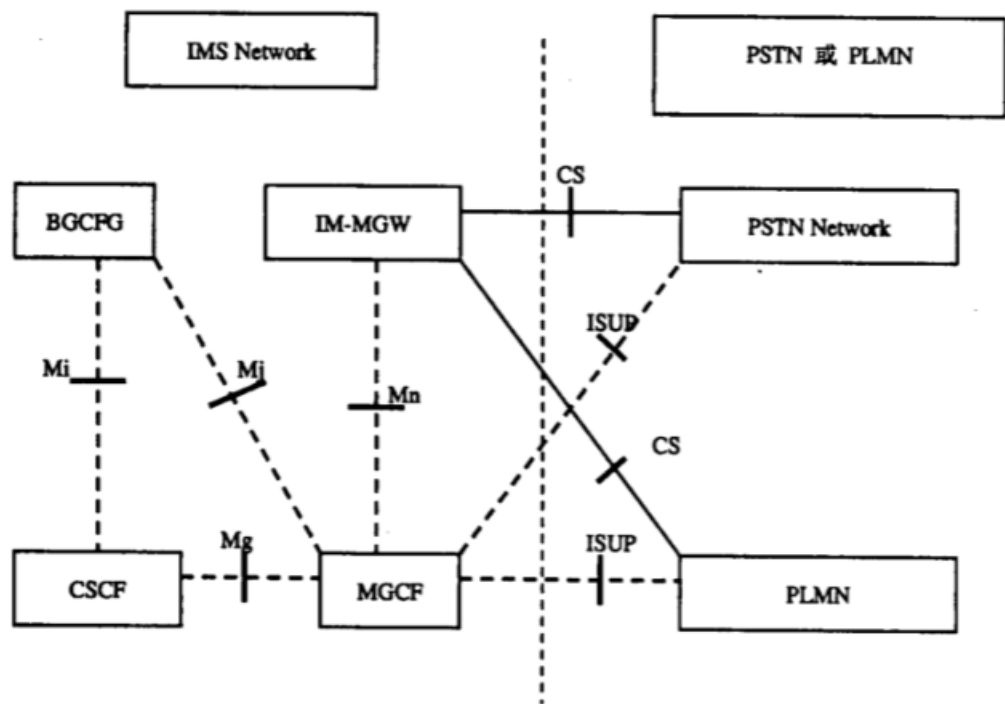 IMS Network
PSTN 或 PLMN
CS
BGCFG
IM-MGW
PSTN Network
ISUP
Mi
Mj
Mn
CS
Mg
ISUP
CSCF
MGCF
PLMN